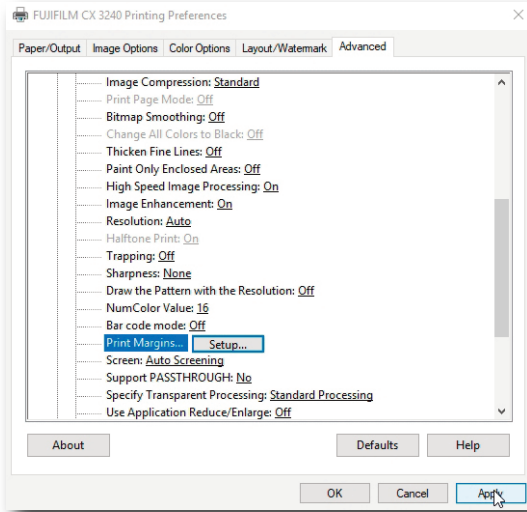 FUJIFILM CX 3240 Printing Preferences
Paper/Output Image Options Color Options Layout/Watermark Advanced
Image Compression: Standard
Print Page Mode: Off
Bitmap Smoothing: Off
Change All Colors to Black: Off
Thicken Fine Lines: Off
Paint Only Enclosed Areas: Off
High Speed Image Processing: On
Image Enhancement: On
Resolution: Auto
Halftone Print: On
Trapping: Off
Sharpness: None
Draw the Pattern with the Resolution: Off
NumColor Value: 16
Bar code mode: Off
Print Margins... Setup...
Screen: Auto Screening
Support PASSTHROUGH: No
Specify Transparent Processing: Standard Processing
Use Application Reduce/Enlarge: Off
About Defaults Help
OK Cancel Apply